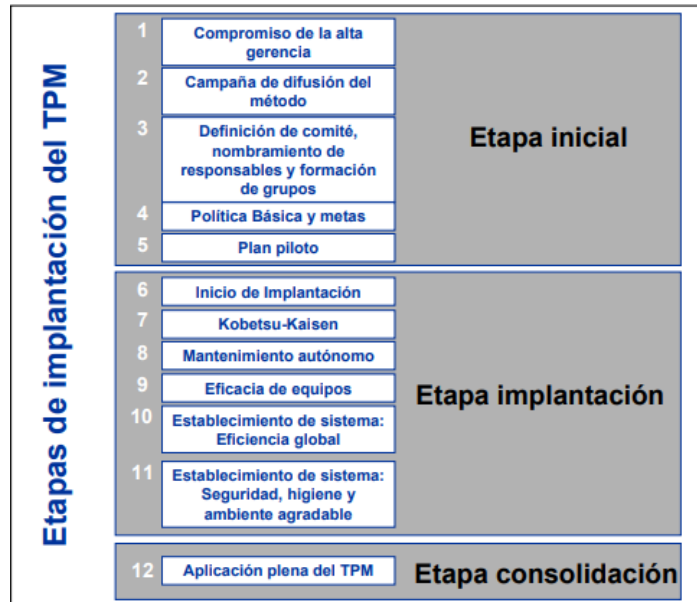 Etapas de implantación del TPM
1
Compromiso de la alta
gerencia
2
Campaña de difusión del
método
3
Definición de comité,
nombramiento de
responsables y formación
de grupos
4
Política Básica y metas
5
Plan piloto
Etapa inicial
6
Inicio de Implantación
7
Kobetsu-Kaisen
8
Mantenimiento autónomo
9
Eficacia de equipos
10
Establecimiento de sistema:
Eficiencia global
11
Establecimiento de sistema:
Seguridad, higiene y
ambiente agradable
Etapa implantación
12
Aplicación plena del TPM
Etapa consolidación